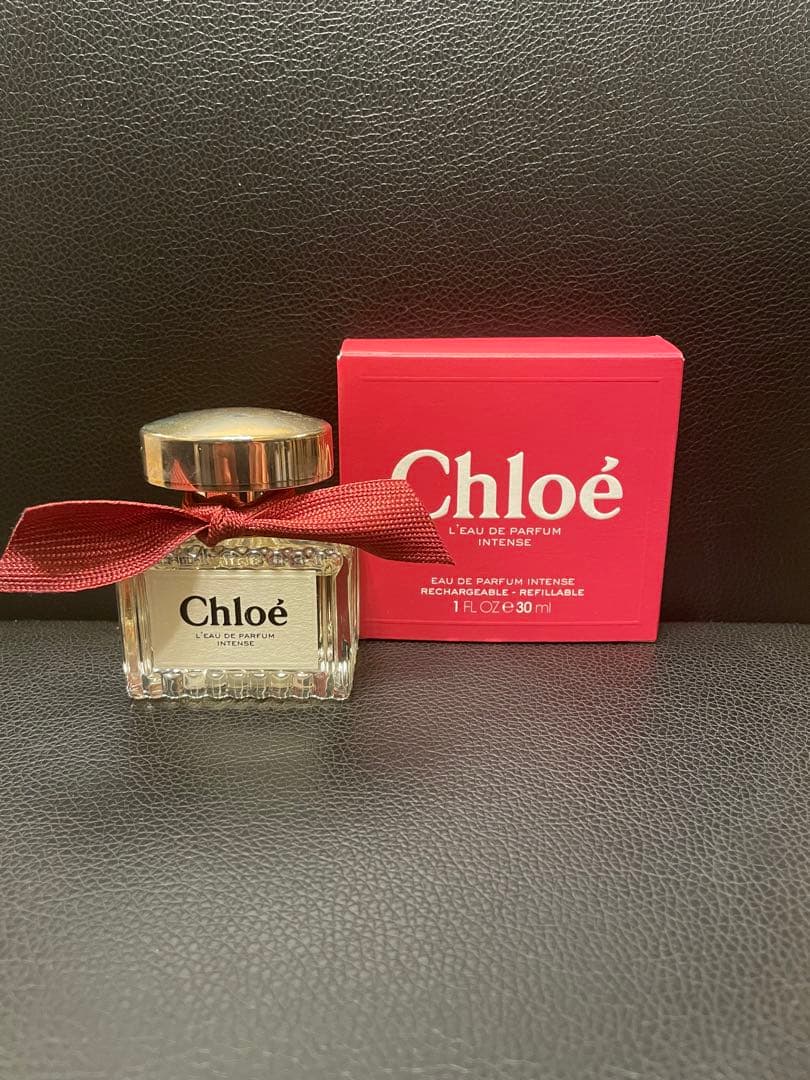 Chloé
L'EAU DE PARFUM
INTENSE
Chloé
L'EAU DE PARFUM
INTENSE
EAU DE PARFUM INTENSE
RECHARGEABLE - REFILLABLE
1 FL OZ ℮ 30 ml